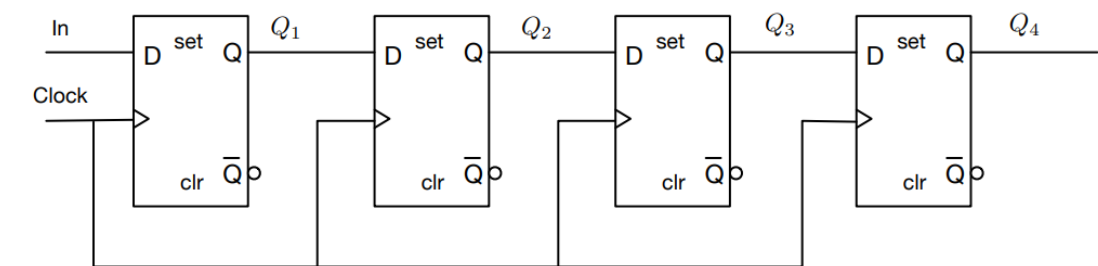 In
Q₁
Q₂
Q₃
Q₄
D set Q
D set Q
D set Q
D set Q
Clock
clr Q̅
clr Q̅
clr Q̅
clr Q̅